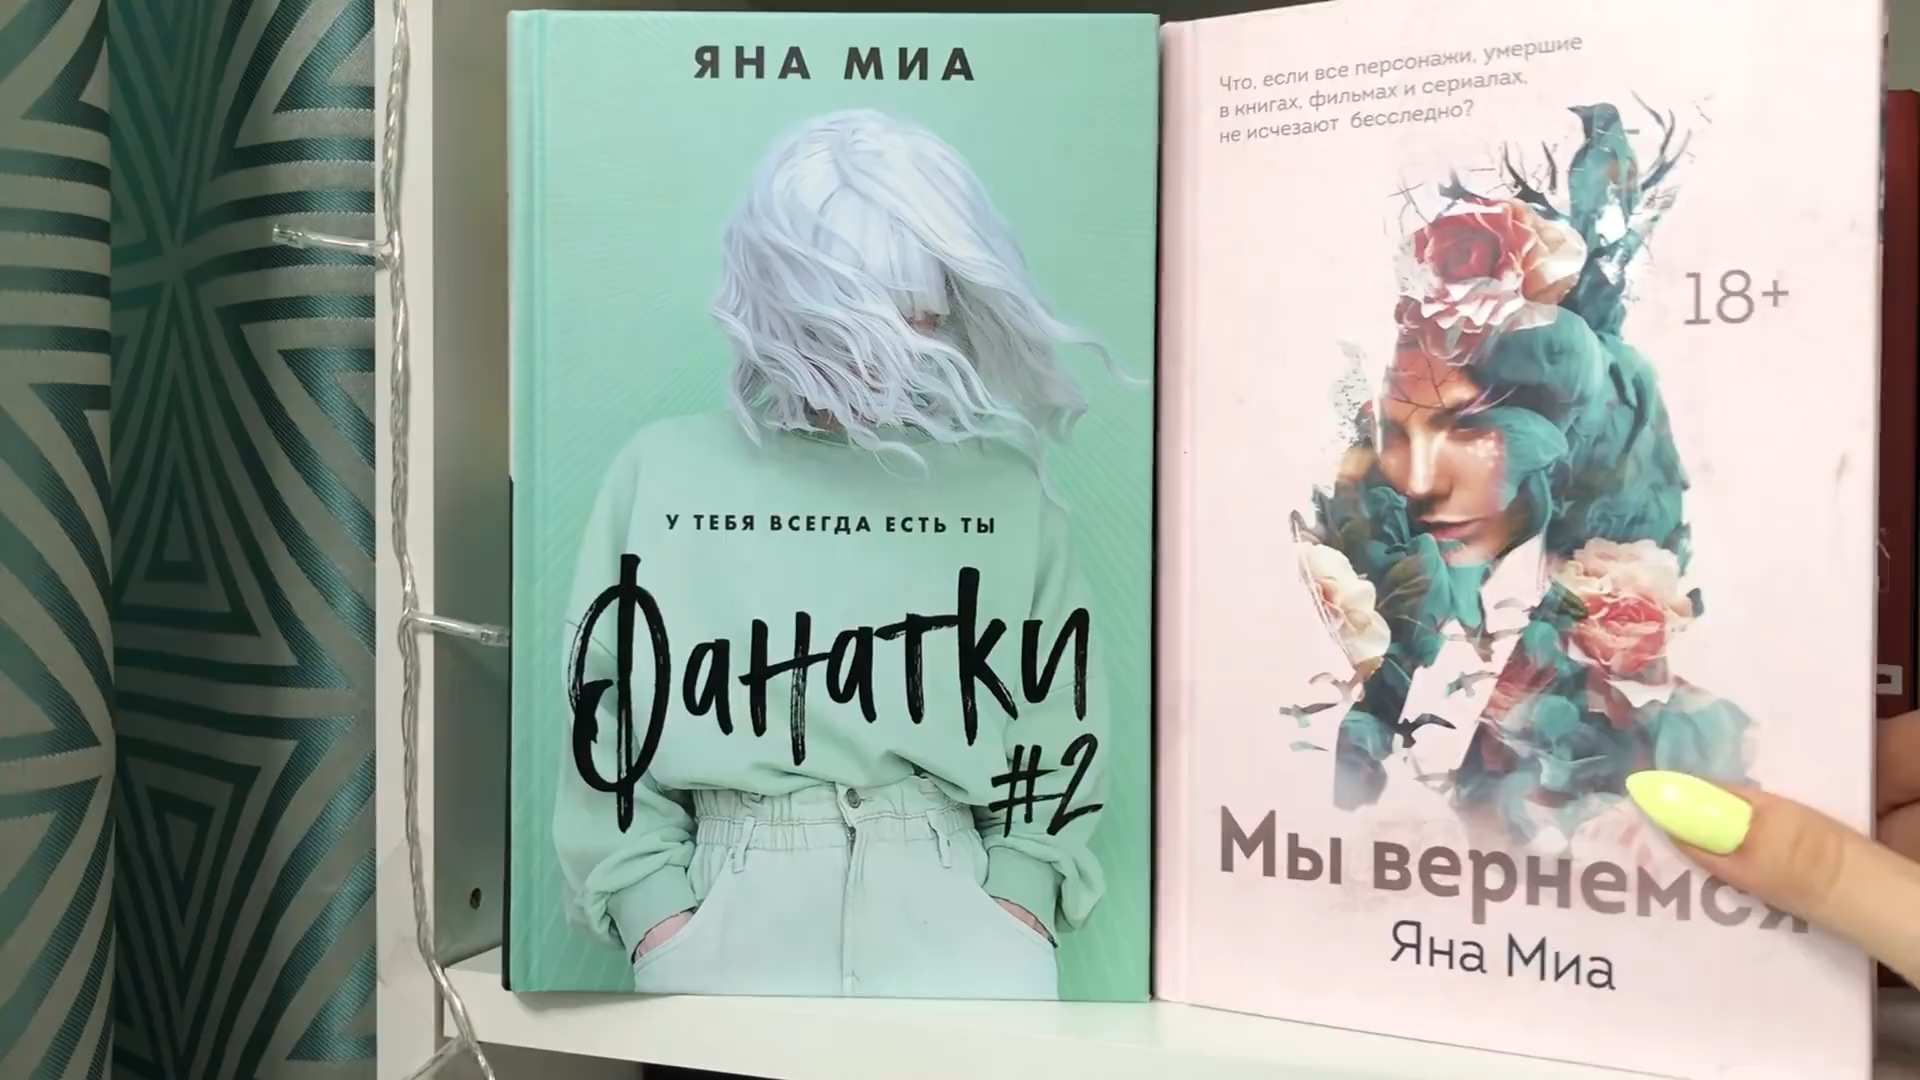 ЯНА МИА
У ТЕБЯ ВСЕГДА ЕСТЬ ТЫ
Фанатки
#2
Что, если все персонажи, умершие
в книгах, фильмах и сериалах,
не исчезают бесследно?
18+
Мы вернемся
Яна Миа